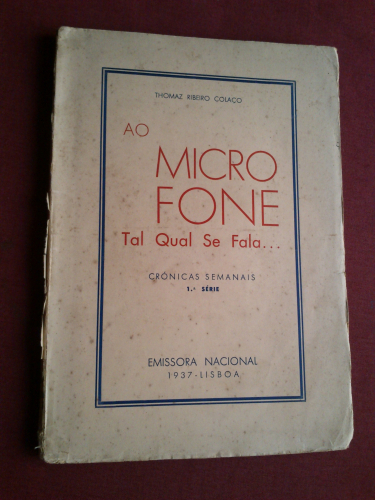 THOMAZ RIBEIRO COLAÇO
AO
MICRO
FONE
Tal Qual Se Fala...
CRÓNICAS SEMANAIS
1.ª SÉRIE
EMISSORA NACIONAL
1937-LISBOA